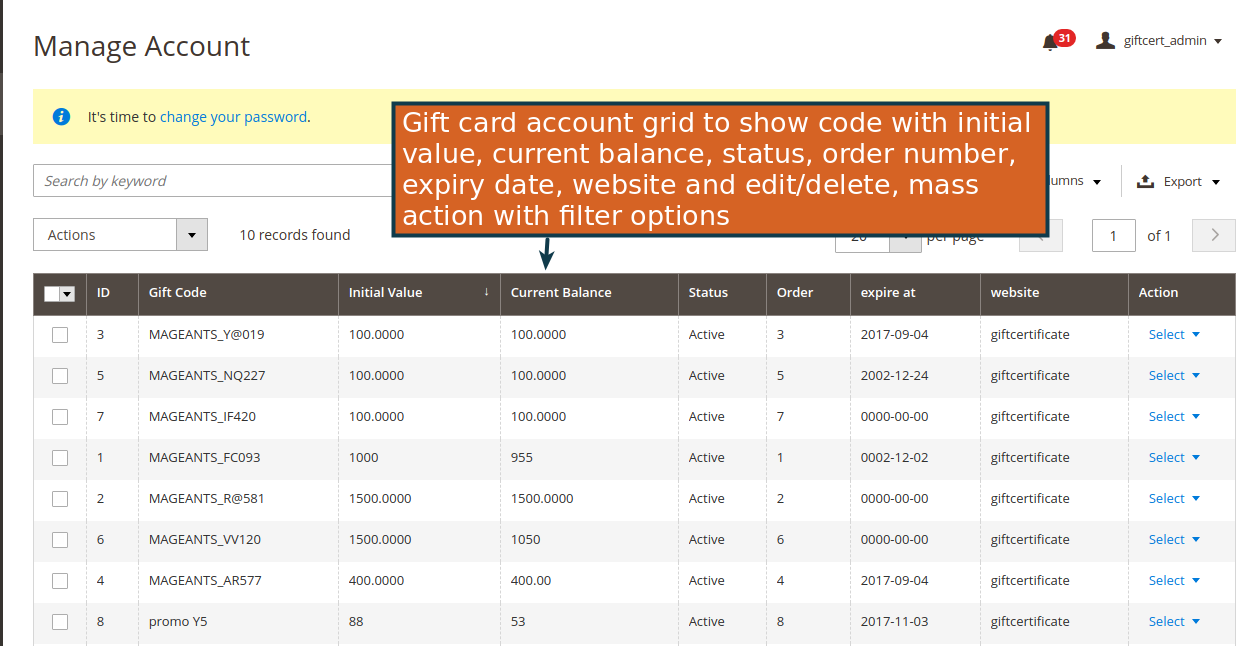 Manage Account
31
giftcert_admin
It's time to change your password.
Gift card account grid to show code with initial
value, current balance, status, order number,
expiry date, website and edit/delete, mass
action with filter options
Search by keyword
Export
Actions
10 records found
20 per page
1 of 1
ID Gift Code Initial Value ↓ Current Balance Status Order expire at website Action
3 MAGEANTS_Y@019 100.0000 100.0000 Active 3 2017-09-04 giftcertificate Select
5 MAGEANTS_NQ227 100.0000 100.0000 Active 5 2002-12-24 giftcertificate Select
7 MAGEANTS_IF420 100.0000 100.0000 Active 7 0000-00-00 giftcertificate Select
1 MAGEANTS_FC093 1000 955 Active 1 0002-12-02 giftcertificate Select
2 MAGEANTS_R@581 1500.0000 1500.0000 Active 2 0000-00-00 giftcertificate Select
6 MAGEANTS_VV120 1500.0000 1050 Active 6 0000-00-00 giftcertificate Select
4 MAGEANTS_AR577 400.0000 400.00 Active 4 2017-09-04 giftcertificate Select
8 promo Y5 88 53 Active 8 2017-11-03 giftcertificate Select